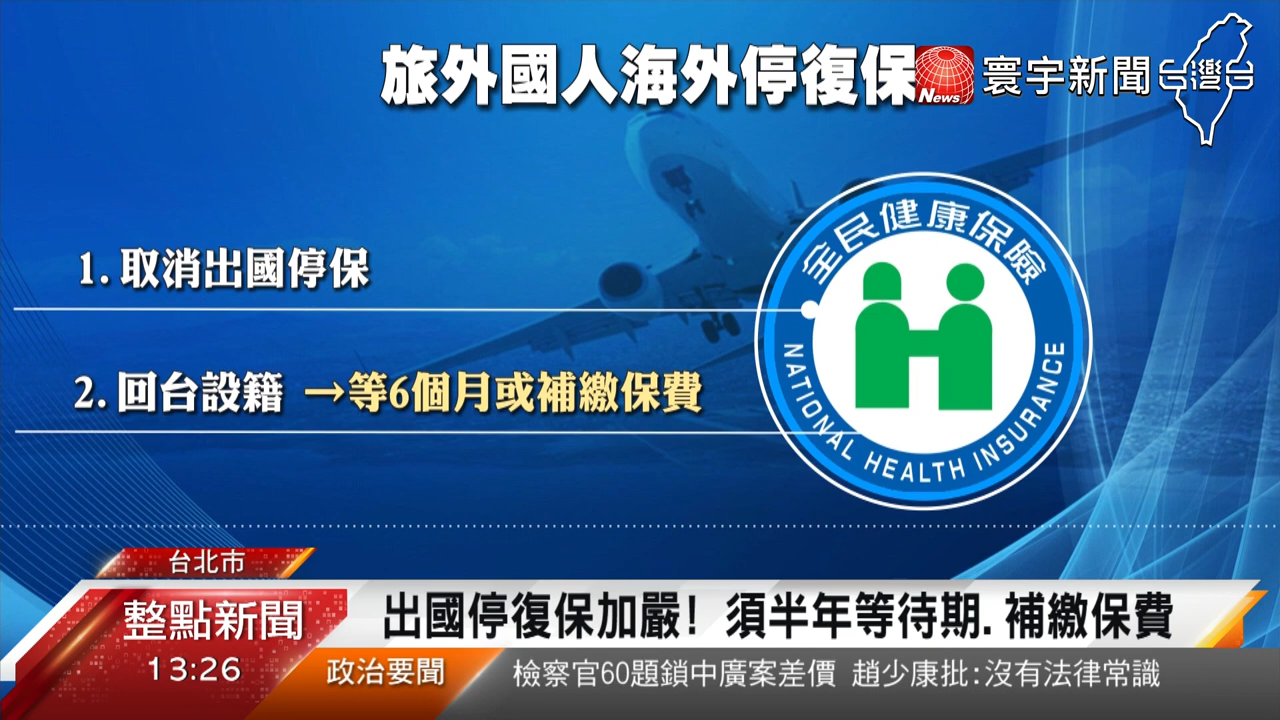 旅外國人海外停復保
News
寰宇新聞
台灣台
1. 取消出國停保
2. 回台設籍 →等6個月或補繳保費
全民健康保險
NATIONAL HEALTH INSURANCE
台北市
整點新聞
13:26
出國停復保加嚴! 須半年等待期.補繳保費
政治要聞
檢察官60題鎖中廣案差價 趙少康批:沒有法律常識